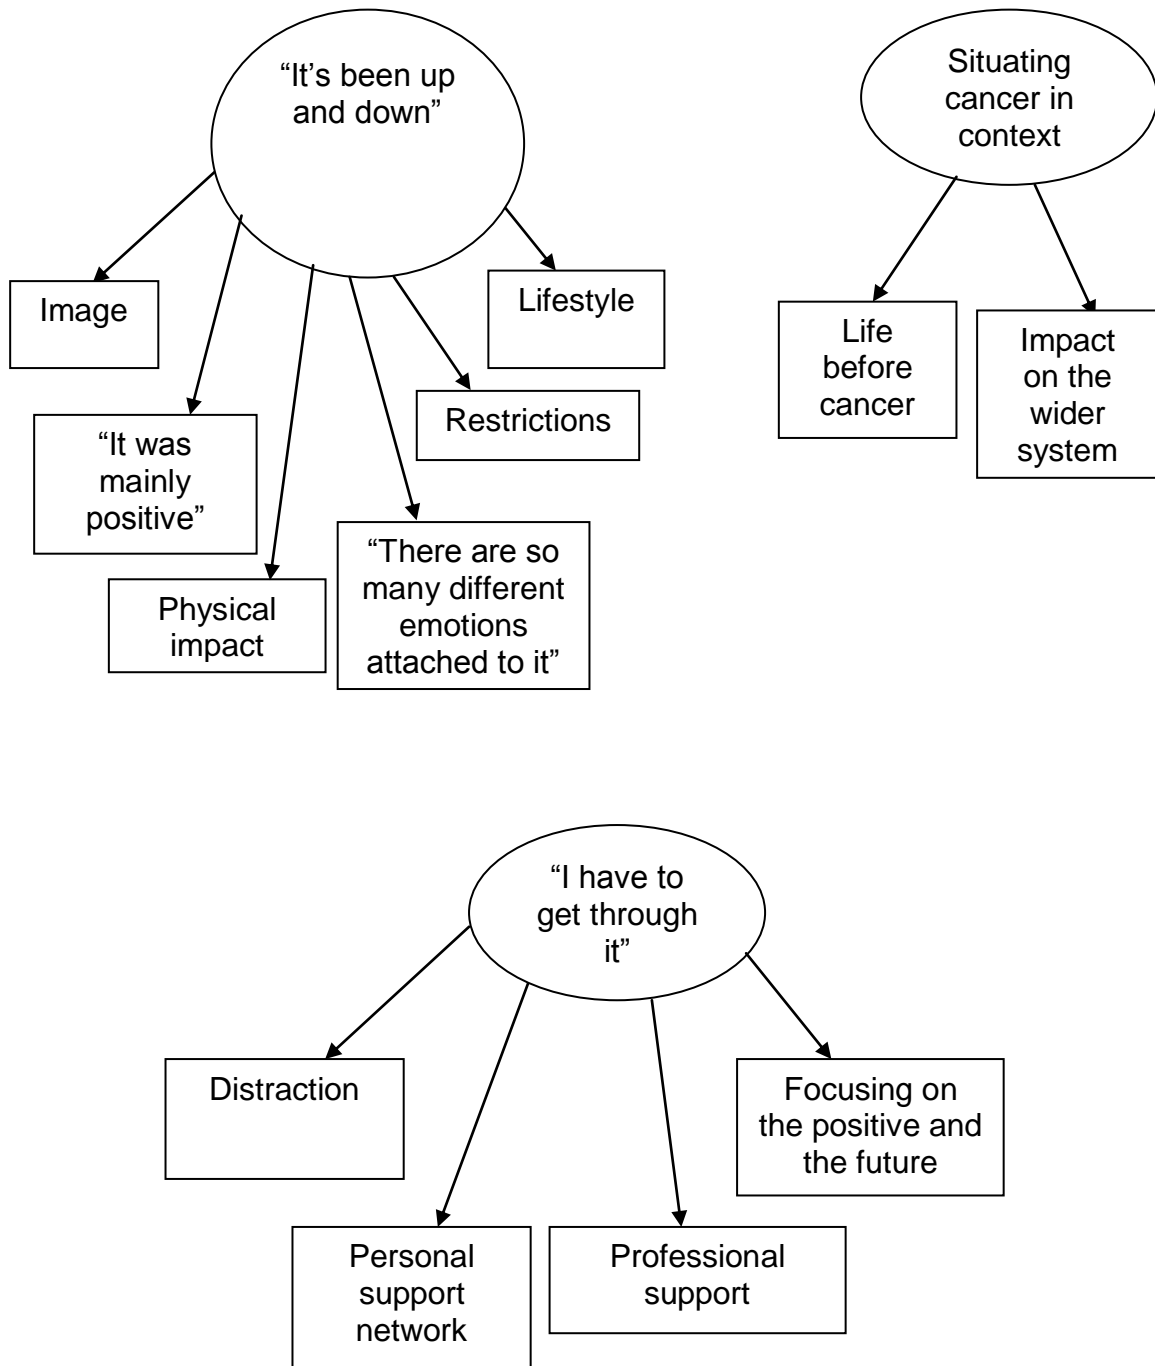 “It’s been up
and down”
Situating
cancer in
context
Image
Lifestyle
Life
before
cancer
Impact
on the
wider
system
“It was
mainly
positive”
Restrictions
Physical
impact
“There are so
many different
emotions
attached to it”
“I have to
get through
it”
Distraction
Focusing on
the positive and
the future
Personal
support
network
Professional
support